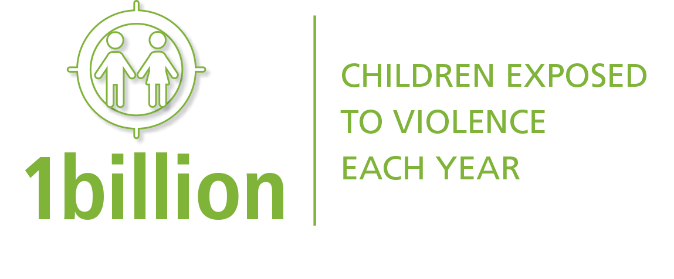 1billion
CHILDREN EXPOSED
TO VIOLENCE
EACH YEAR